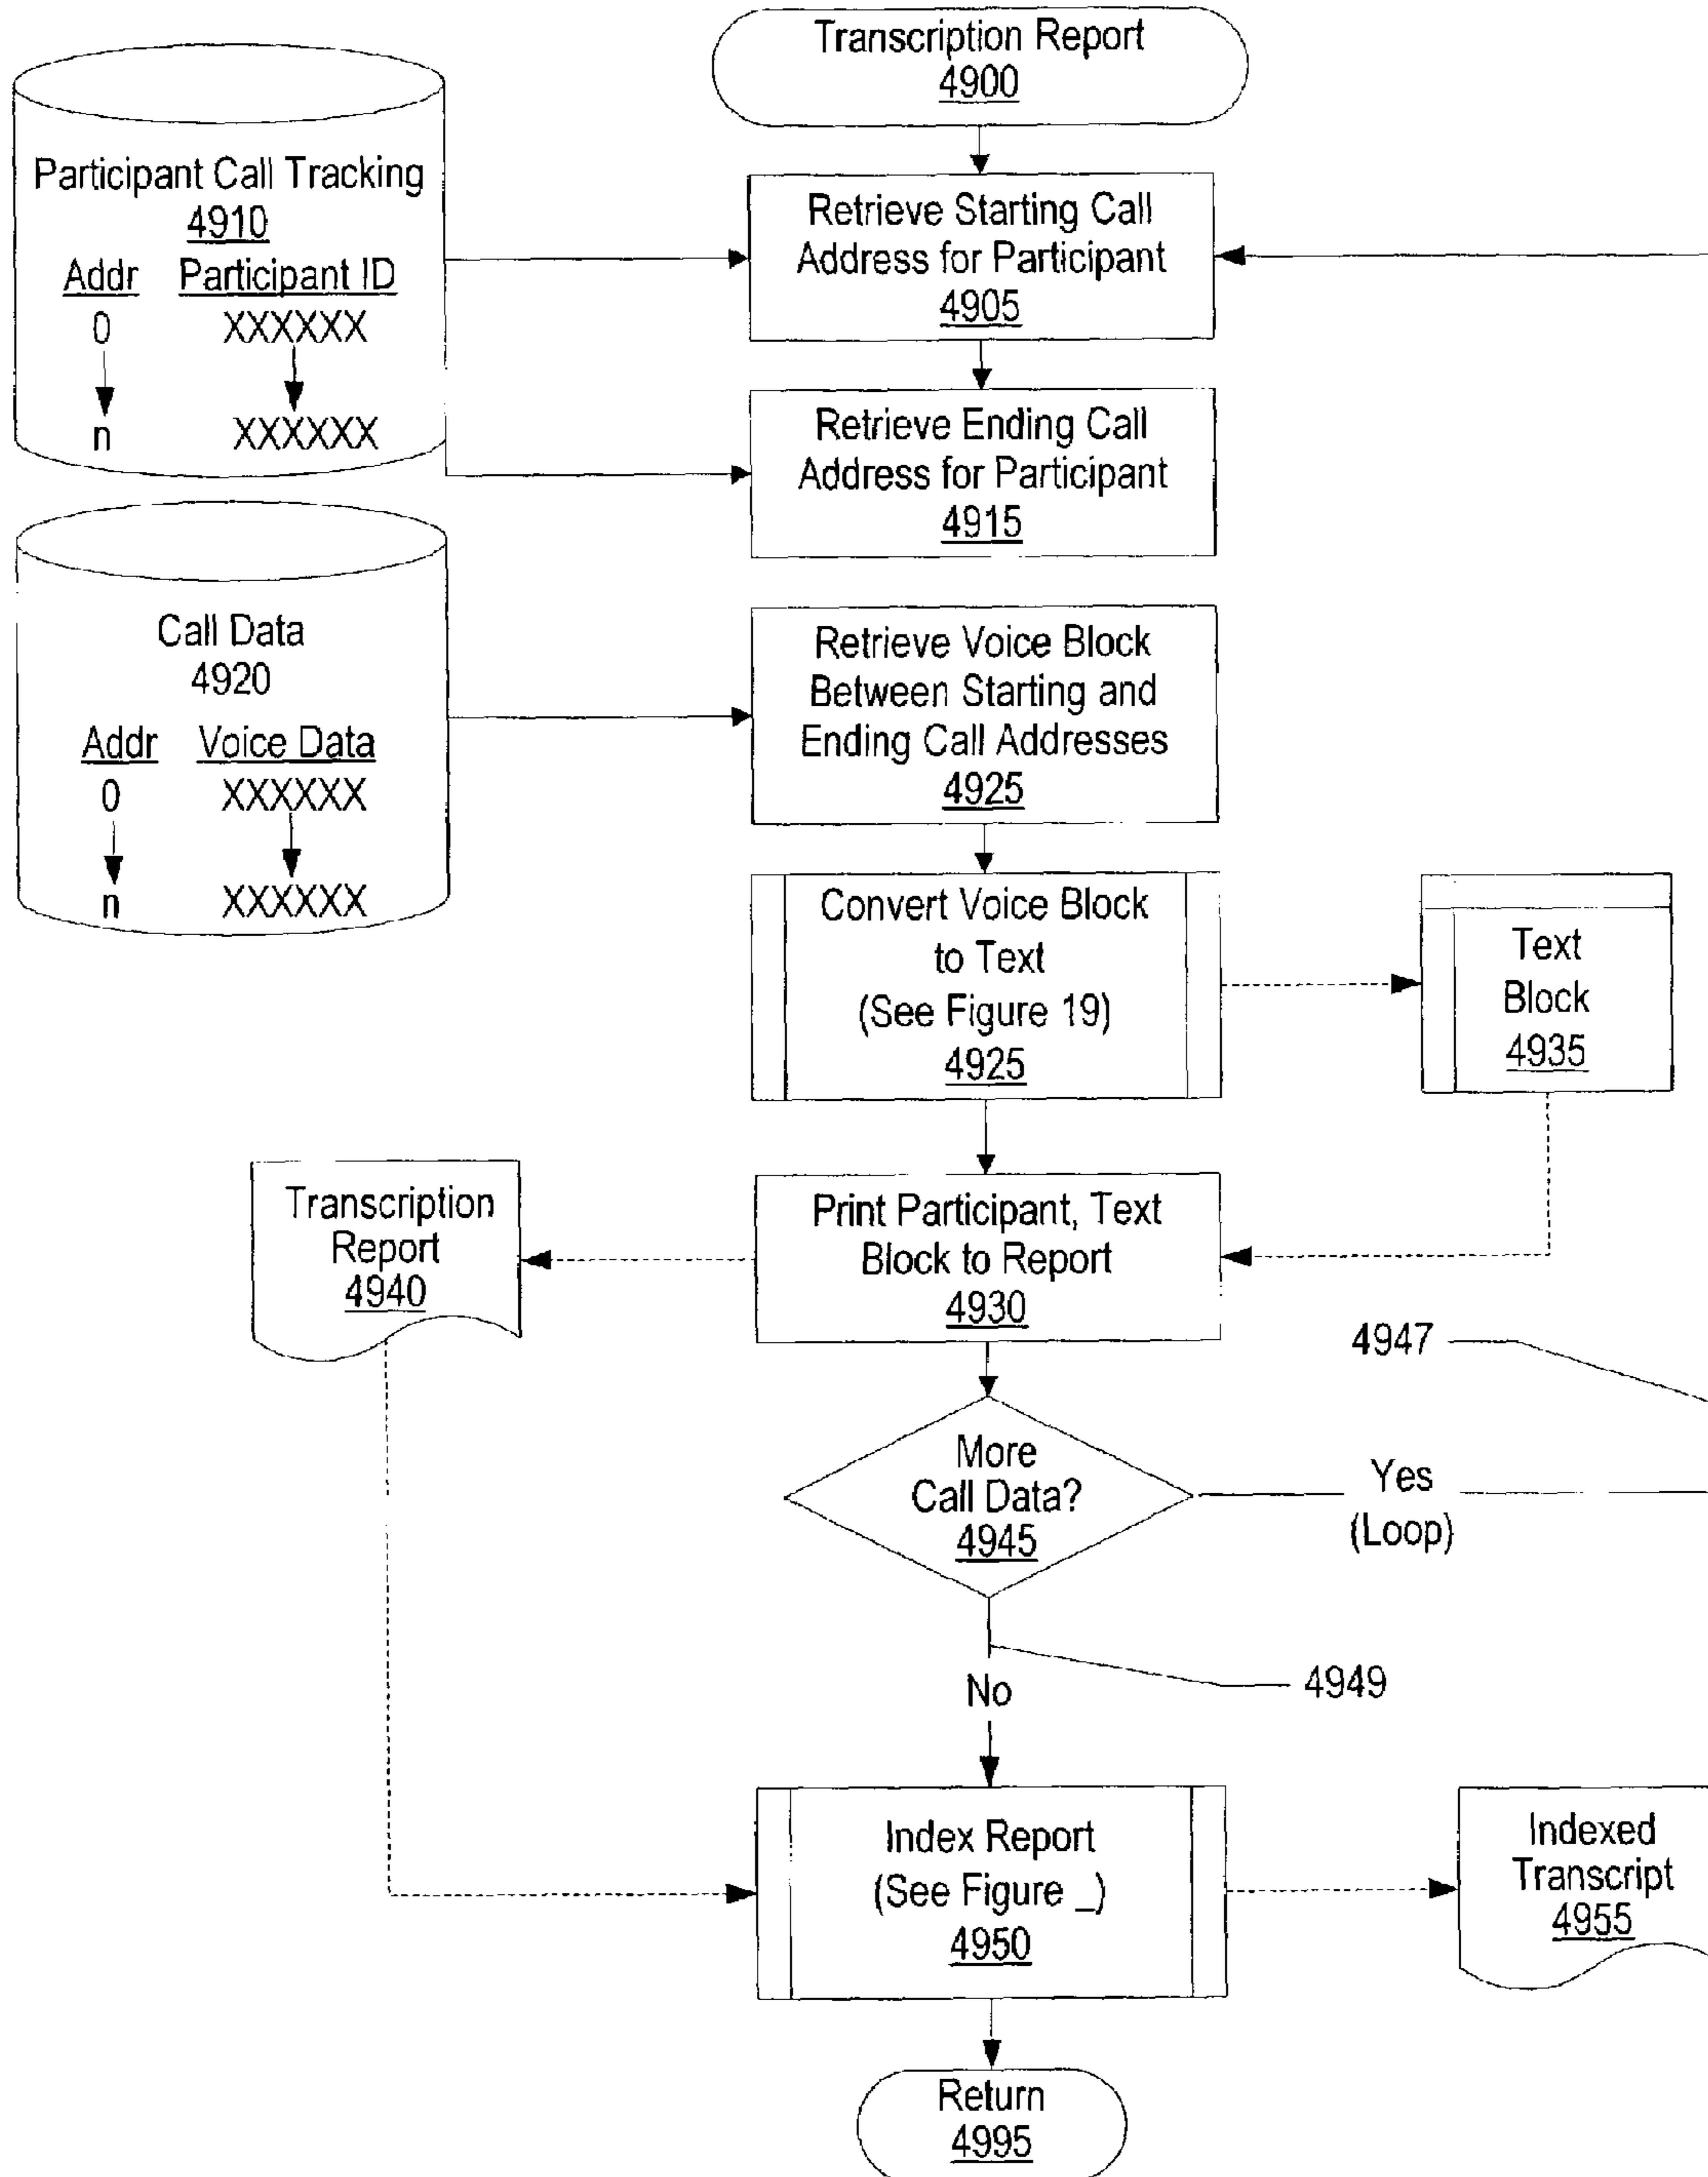 Transcription Report
4900
Participant Call Tracking
4910
Addr Participant ID
0 XXXXXX
n XXXXXX
Retrieve Starting Call
Address for Participant
4905
Retrieve Ending Call
Address for Participant
4915
Call Data
4920
Addr Voice Data
0 XXXXXX
n XXXXXX
Retrieve Voice Block
Between Starting and
Ending Call Addresses
4925
Convert Voice Block
to Text
(See Figure 19)
4925
Text
Block
4935
Transcription
Report
4940
Print Participant, Text
Block to Report
4930
4947
More
Call Data?
4945
Yes
(Loop)
4949
No
Index Report
(See Figure _)
4950
Indexed
Transcript
4955
Return
4995